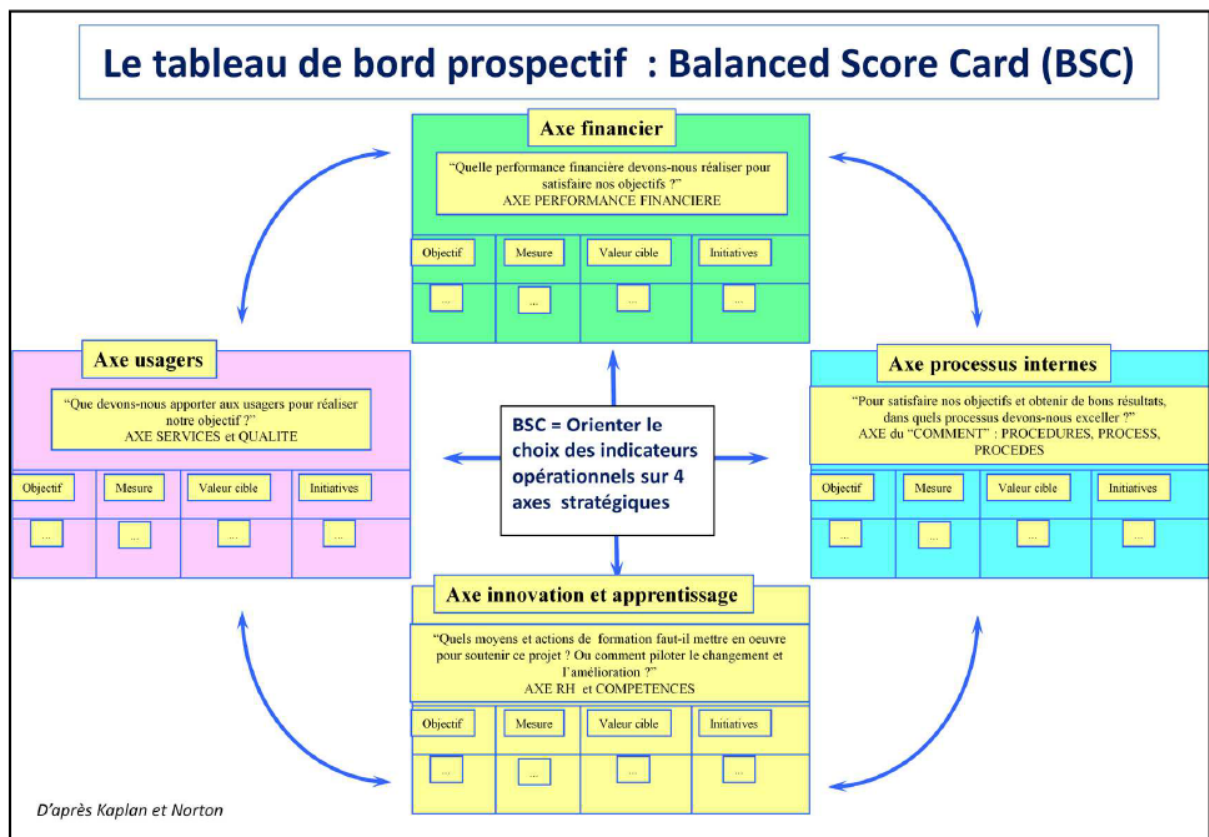 Le tableau de bord prospectif : Balanced Score Card (BSC)
Axe financier
“Quelle performance financière devons-nous réaliser pour
satisfaire nos objectifs ?”
AXE PERFORMANCE FINANCIERE
Objectif
Mesure
Valeur cible
Initiatives
...
...
...
...
Axe usagers
“Que devons-nous apporter aux usagers pour réaliser
notre objectif ?”
AXE SERVICES et QUALITE
Objectif
Mesure
Valeur cible
Initiatives
...
...
...
...
BSC = Orienter le
choix des indicateurs
opérationnels sur 4
axes stratégiques
Axe processus internes
“Pour satisfaire nos objectifs et obtenir de bons résultats,
dans quels processus devons-nous exceller ?”
AXE du “COMMENT” : PROCEDURES, PROCESS,
PROCEDES
Objectif
Mesure
Valeur cible
Initiatives
...
...
...
...
Axe innovation et apprentissage
“Quels moyens et actions de formation faut-il mettre en oeuvre
pour soutenir ce projet ? Ou comment piloter le changement et
l’amélioration ?”
AXE RH et COMPETENCES
Objectif
Mesure
Valeur cible
Initiatives
...
...
...
...
D’après Kaplan et Norton